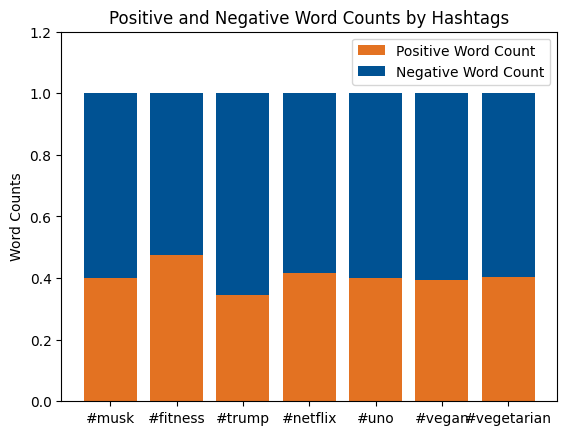 Positive and Negative Word Counts by Hashtags
1.2
1.0
0.8
0.6
0.4
0.2
0.0
Word Counts
Positive Word Count
Negative Word Count
#musk #fitness #trump #netflix #uno #vegan #vegetarian